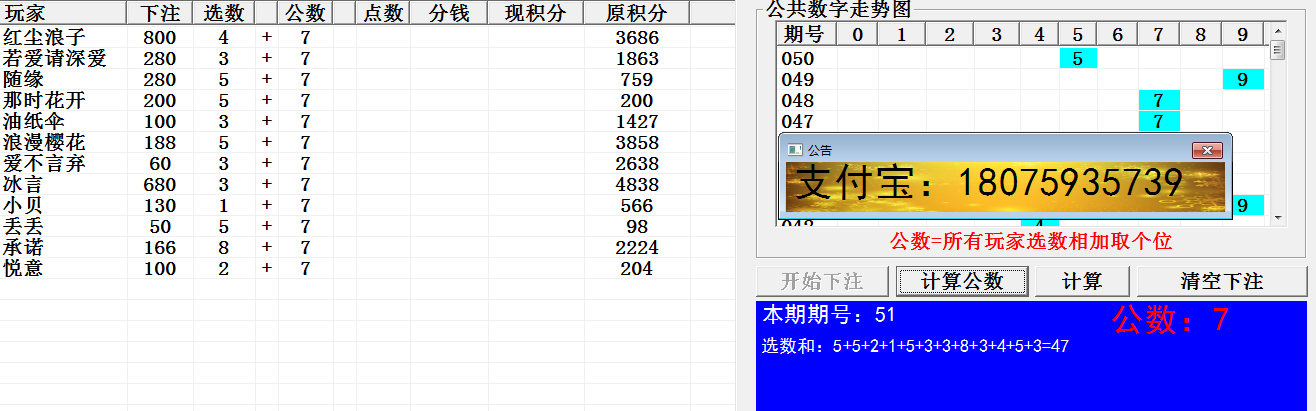 玩家 下注 选数 公数 点数 分钱 现积分 原积分
红尘浪子 800 4 + 7 3686
若爱请深爱 280 3 + 7 1863
随缘 280 5 + 7 759
那时花开 200 5 + 7 200
油纸伞 100 3 + 7 1427
浪漫樱花 188 5 + 7 3858
爱不言弃 60 3 + 7 2638
冰言 680 3 + 7 4838
小贝 130 1 + 7 566
丢丢 50 5 + 7 98
承诺 166 8 + 7 2224
悦意 100 2 + 7 204
公共数字走势图
期号 0 1 2 3 4 5 6 7 8 9
050 5
049 9
048 7
047 7
公告
支付宝：18075935739
9
公数=所有玩家选数相加取个位
开始下注 计算公数 计算 清空下注
本期期号：51
公数：7
选数和：5+5+2+1+5+3+3+8+3+4+5+3=47